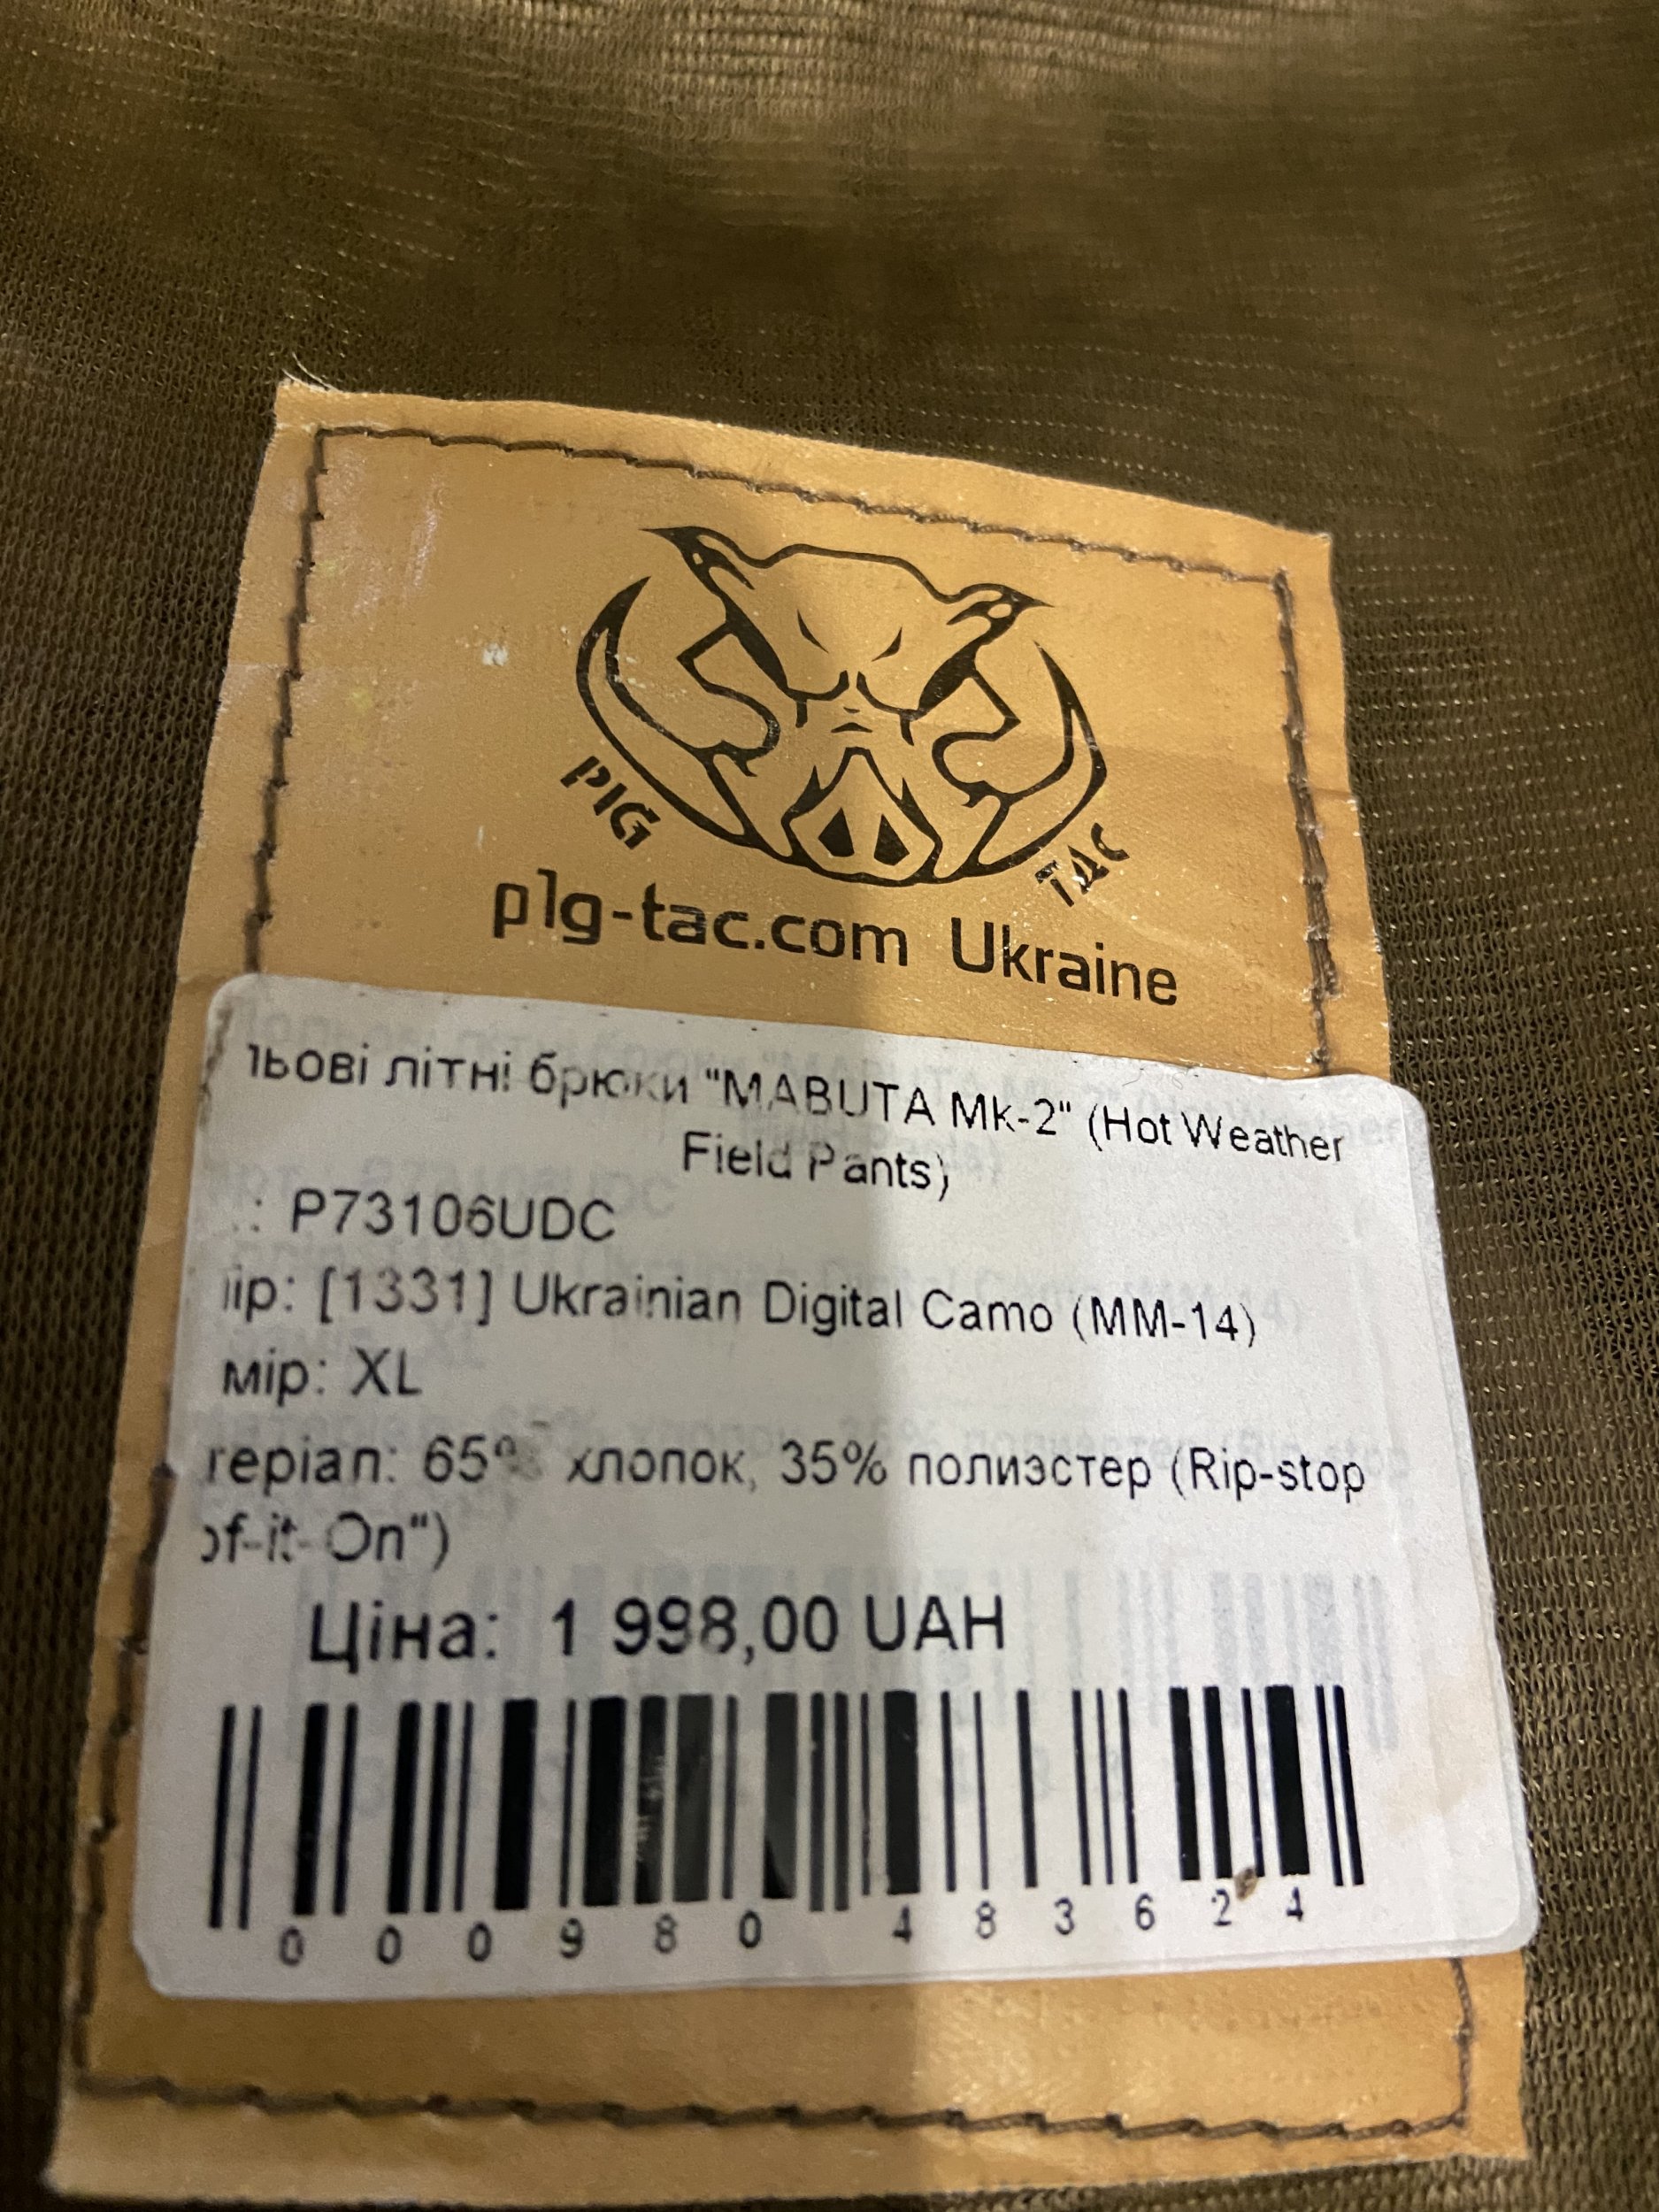 PIG
TAC
p1g-tac.com Ukraine
льові літні брюки "MABUTA Mk-2" (Hot Weather
Field Pants)
.: P73106UDC
ір: [1331] Ukrainian Digital Camo (MM-14)
мір: XL
теріал: 65% хлопок, 35% полиэстер (Rip-stop
of-it-On")
Ціна: 1 998,00 UAH
0 0 0 9 8 0 4 8 3 6 2 4